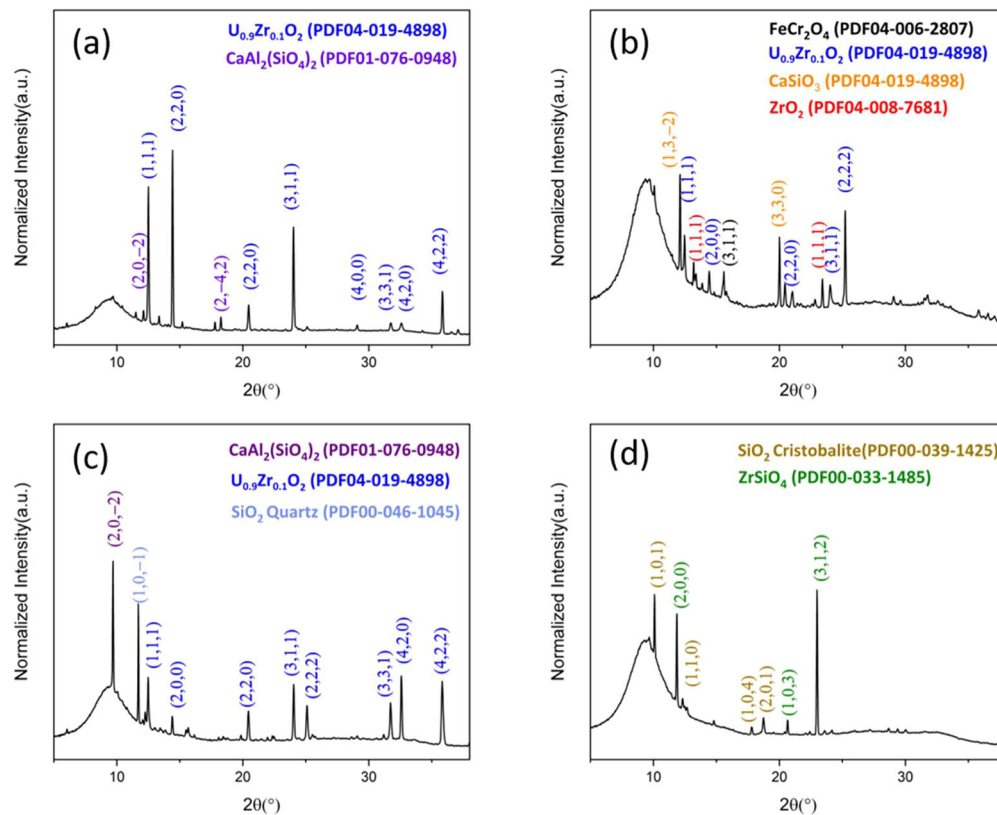 (a)
U0.9Zr0.1O2 (PDF04-019-4898)
CaAl2(SiO4)2 (PDF01-076-0948)
(2,0,−2)
(1,1,1)
(2,2,0)
(2,−4,2)
(2,2,0)
(3,1,1)
(4,0,0)
(3,3,1)
(4,2,0)
(4,2,2)
Normalized Intensity(a.u.)
10
20
30
2θ(°)
(b)
FeCr2O4 (PDF04-006-2807)
U0.9Zr0.1O2 (PDF04-019-4898)
CaSiO3 (PDF04-019-4898)
ZrO2 (PDF04-008-7681)
(1,3,−2)
(1,1,1)
(1,1,1)
(2,0,0)
(3,1,1)
(3,3,0)
(2,2,0)
(1,1,1)
(3,1,1)
(2,2,2)
Normalized Intensity(a.u.)
10
20
30
2θ(°)
(c)
CaAl2(SiO4)2 (PDF01-076-0948)
U0.9Zr0.1O2 (PDF04-019-4898)
SiO2 Quartz (PDF00-046-1045)
(2,0,−2)
(1,0,−1)
(1,1,1)
(2,0,0)
(2,2,0)
(3,1,1)
(2,2,2)
(3,3,1)
(4,2,0)
(4,2,2)
Normalized Intensity(a.u.)
10
20
30
2θ(°)
(d)
SiO2 Cristobalite(PDF00-039-1425)
ZrSiO4 (PDF00-033-1485)
(1,0,1)
(2,0,0)
(1,1,0)
(1,0,4)
(2,0,1)
(1,0,3)
(3,1,2)
Normalized Intensity(a.u.)
10
20
30
2θ(°)